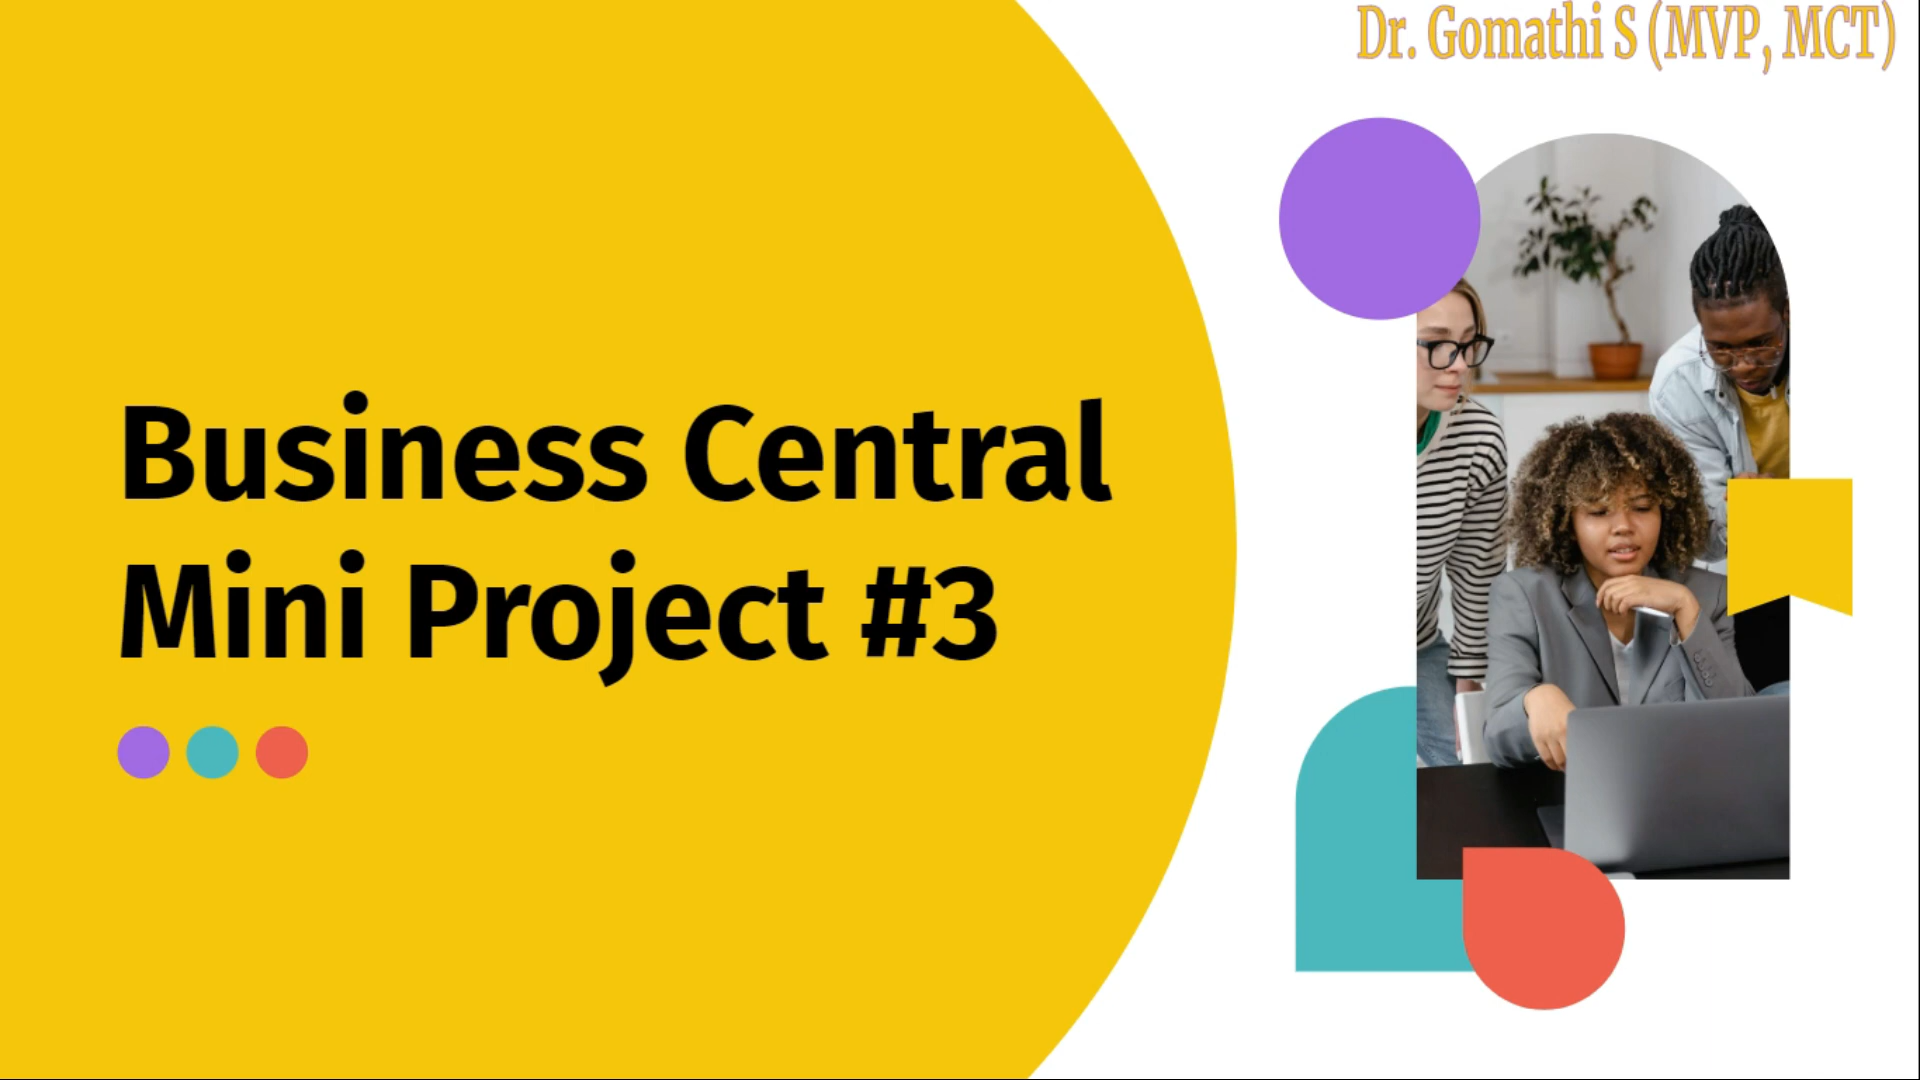 Dr. Gomathi S (MVP, MCT)
Business Central
Mini Project #3